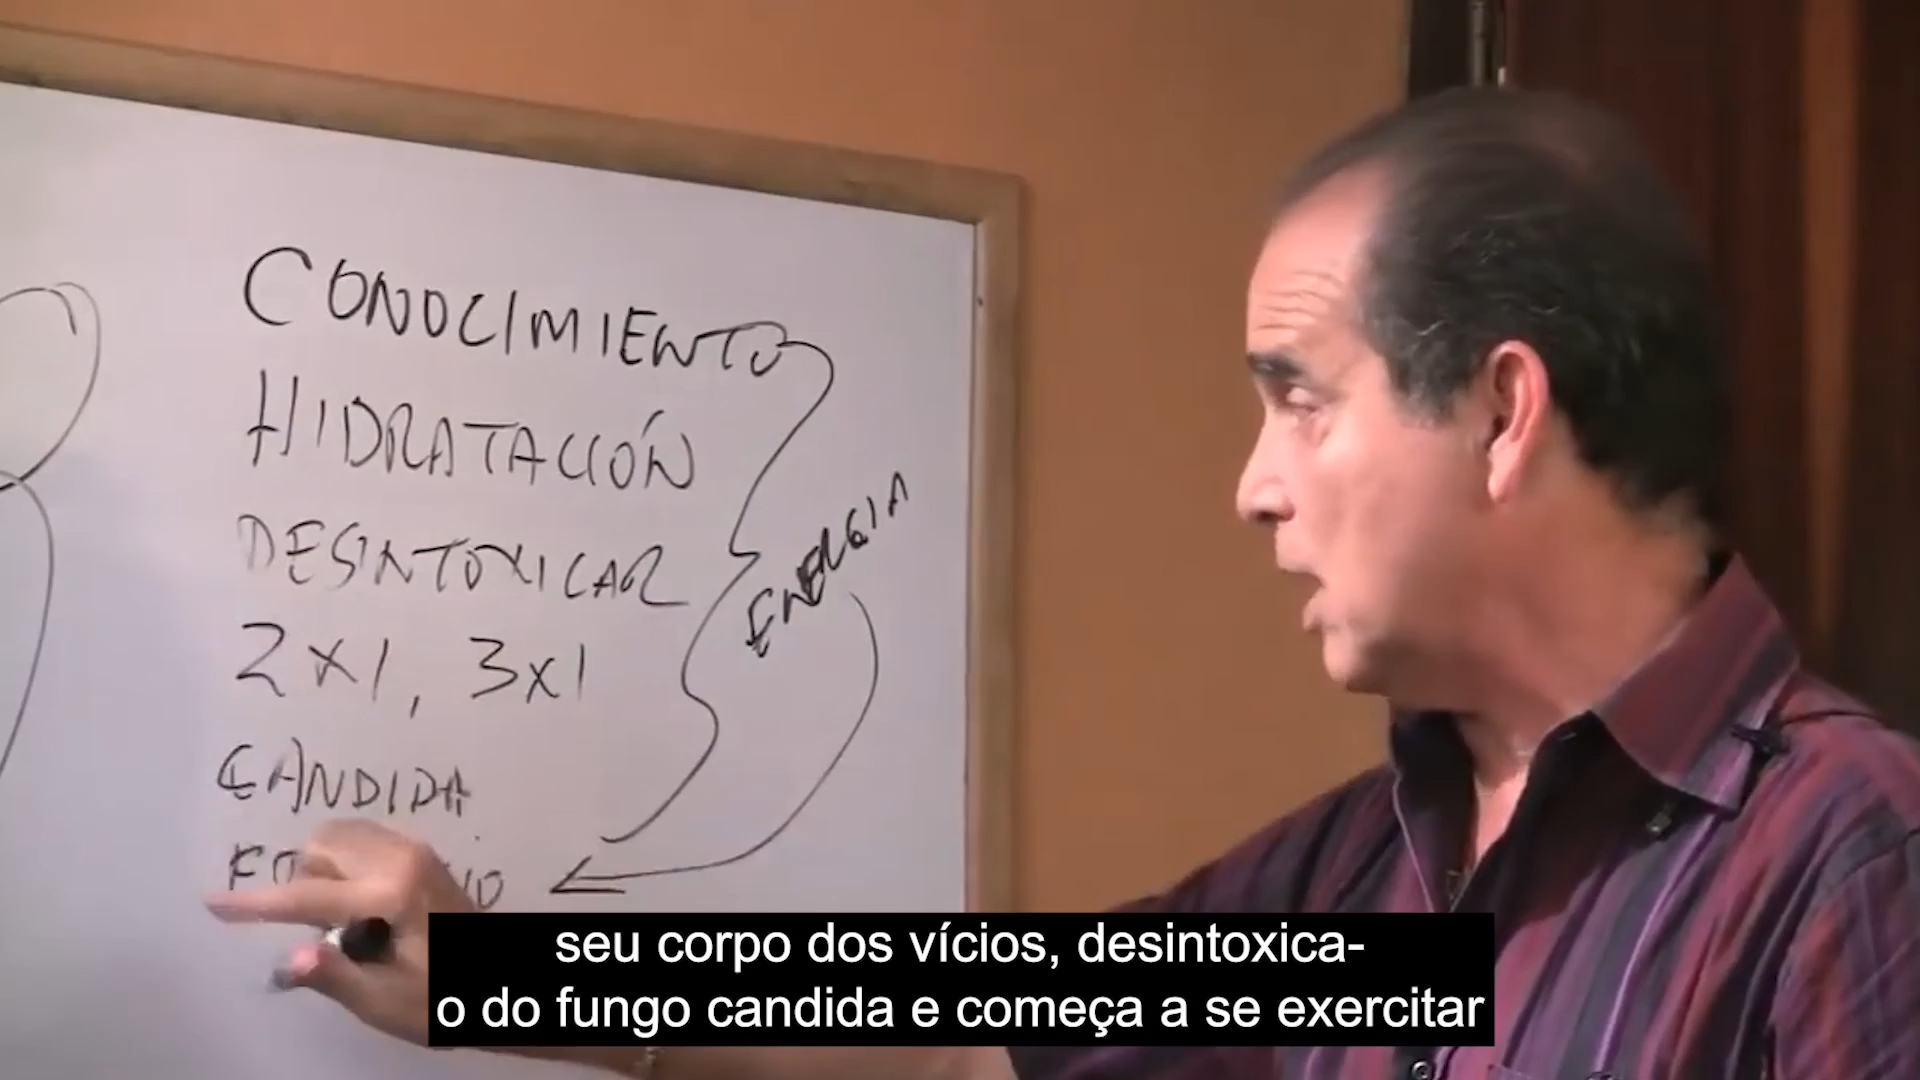 CONOCIMIENTO
HIDRATACIÓN
DESINTOXICAR
2x1, 3x1
CANDIDA
ENERGIA
seu corpo dos vícios, desintoxica-
o do fungo candida e começa a se exercitar